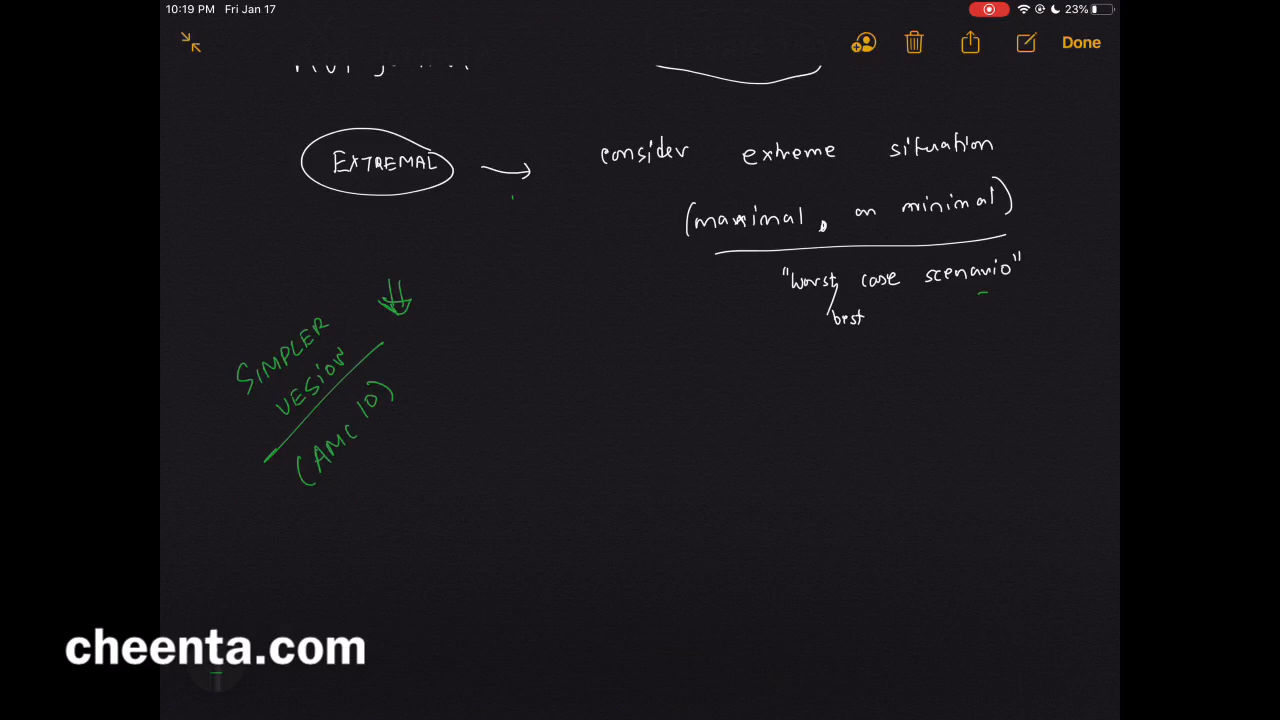 10:19 PM Fri Jan 17
23%
Done
EXTREMAL → consider extreme situation
(maximal, or minimal)
"worst case scenario"
best
SIMPLER
VESION
(AMC 10)
cheenta.com